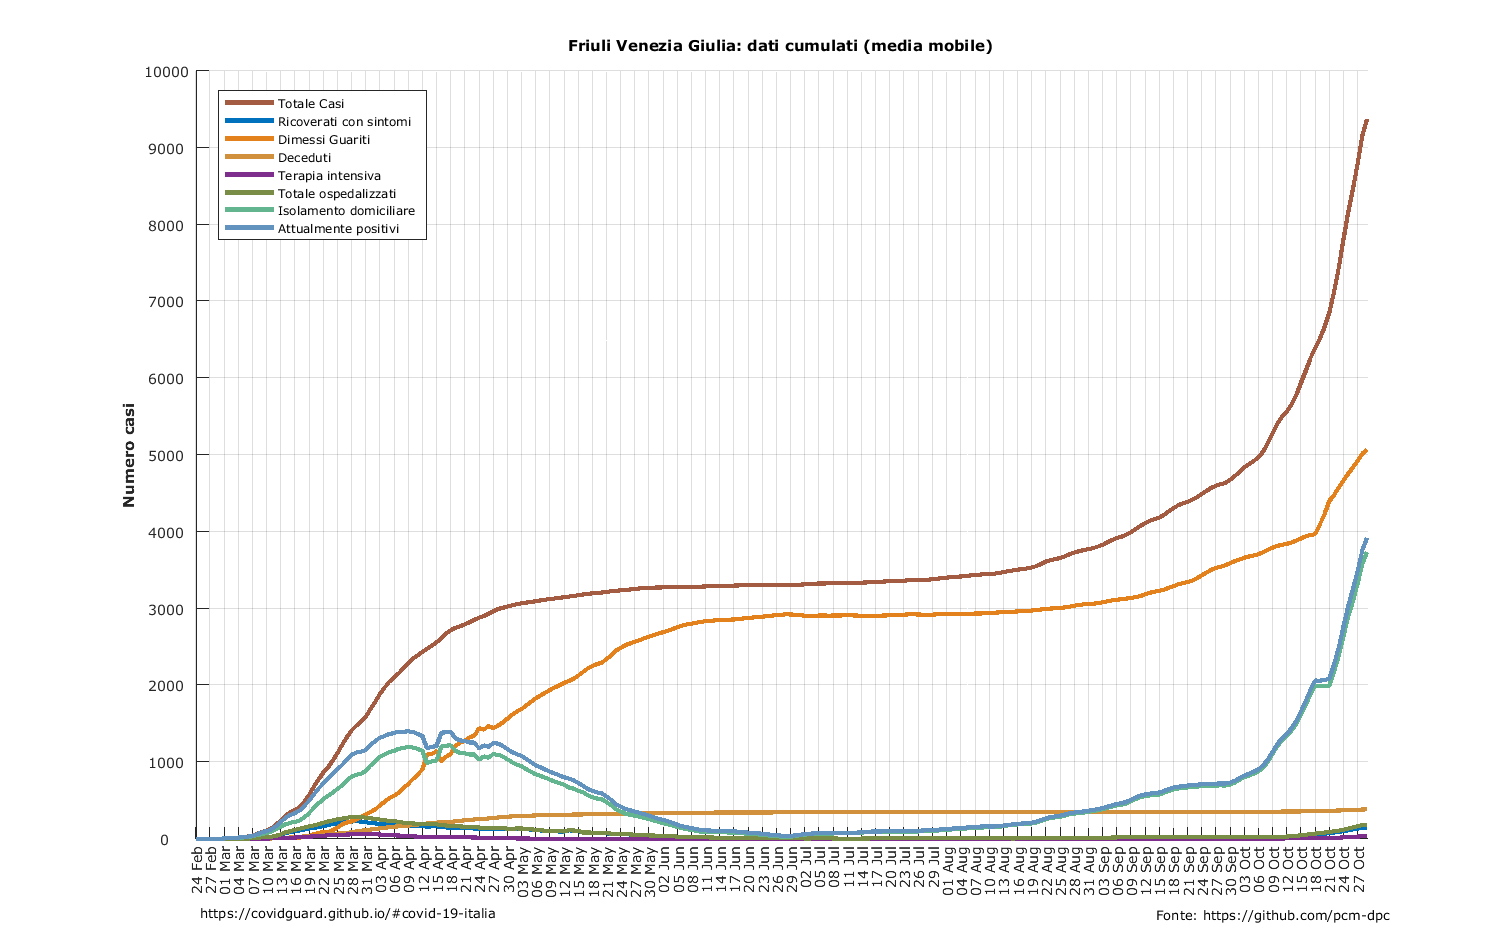 Friuli Venezia Giulia: dati cumulati (media mobile)
10000
9000
8000
7000
6000
5000
4000
3000
2000
1000
0
Numero casi
Totale Casi
Ricoverati con sintomi
Dimessi Guariti
Deceduti
Terapia intensiva
Totale ospedalizzati
Isolamento domiciliare
Attualmente positivi
24 Feb
27 Feb
01 Mar
04 Mar
07 Mar
10 Mar
13 Mar
16 Mar
19 Mar
22 Mar
25 Mar
28 Mar
31 Mar
03 Apr
06 Apr
09 Apr
12 Apr
15 Apr
18 Apr
21 Apr
24 Apr
27 Apr
30 Apr
03 May
06 May
09 May
12 May
15 May
18 May
21 May
24 May
27 May
30 May
02 Jun
05 Jun
08 Jun
11 Jun
14 Jun
17 Jun
20 Jun
23 Jun
26 Jun
29 Jun
02 Jul
05 Jul
08 Jul
11 Jul
14 Jul
17 Jul
20 Jul
23 Jul
26 Jul
29 Jul
01 Aug
04 Aug
07 Aug
10 Aug
13 Aug
16 Aug
19 Aug
22 Aug
25 Aug
28 Aug
31 Aug
03 Sep
06 Sep
09 Sep
12 Sep
15 Sep
18 Sep
21 Sep
24 Sep
27 Sep
30 Sep
03 Oct
06 Oct
09 Oct
12 Oct
15 Oct
18 Oct
21 Oct
24 Oct
27 Oct
https://covidguard.github.io/#covid-19-italia
Fonte: https://github.com/pcm-dpc